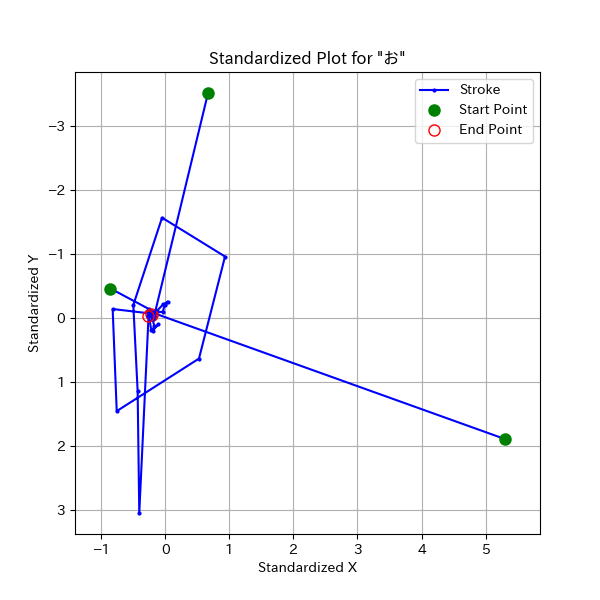 Standardized Plot for "お"
Stroke
Start Point
End Point
Standardized Y
−3
−2
−1
0
1
2
3
−1 0 1 2 3 4 5
Standardized X